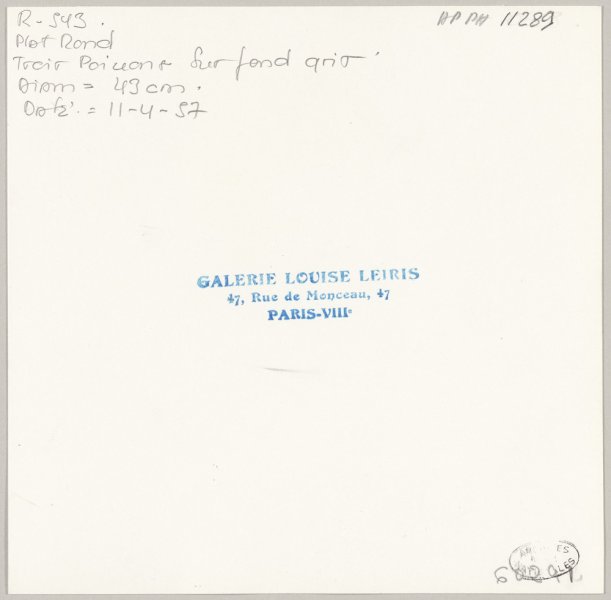 R-543.
AP PH 11289
Plat Rond
Trois Poissons sur fond gris
Diam = 43 cm.
Daté. = 11-4-57
GALERIE LOUISE LEIRIS
47, Rue de Monceau, 47
PARIS-VIIIe